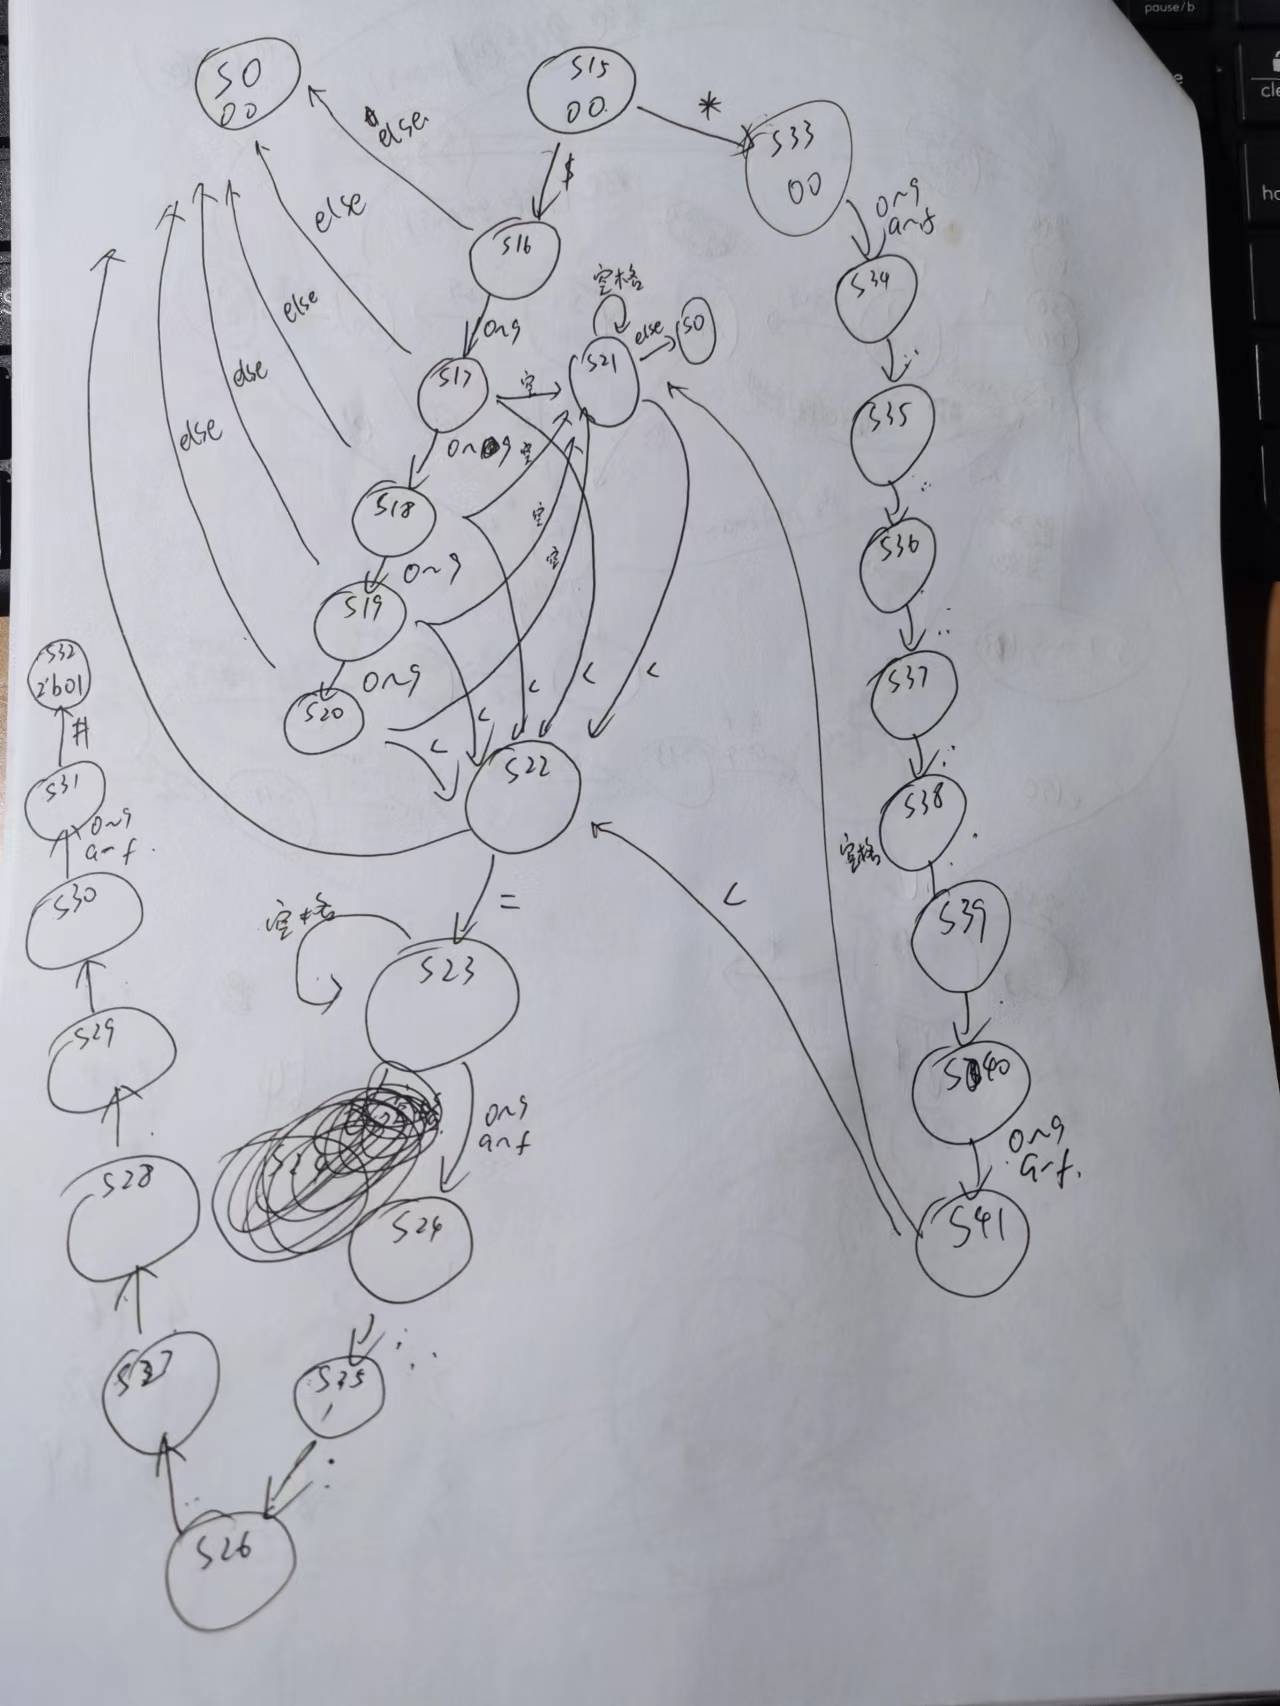 pause/b
S0
00
S15
00
*
S33
00
else
$
0~9
a~f
S16
else
S34
空格
0~9
else
S0
else
S17
空
S21
S35
0~9
空
else
else
S18
空
S36
0~9
空
S19
0~9
S32
2'b01
S37
S20
<
<
<
<
<
#
S22
S38
S31
0~9
a~f
空格
<
S30
=
空格
S39
S23
S29
S40
0~9
a~f
0~9
a~f
S28
S24
S41
S27
S25
S26